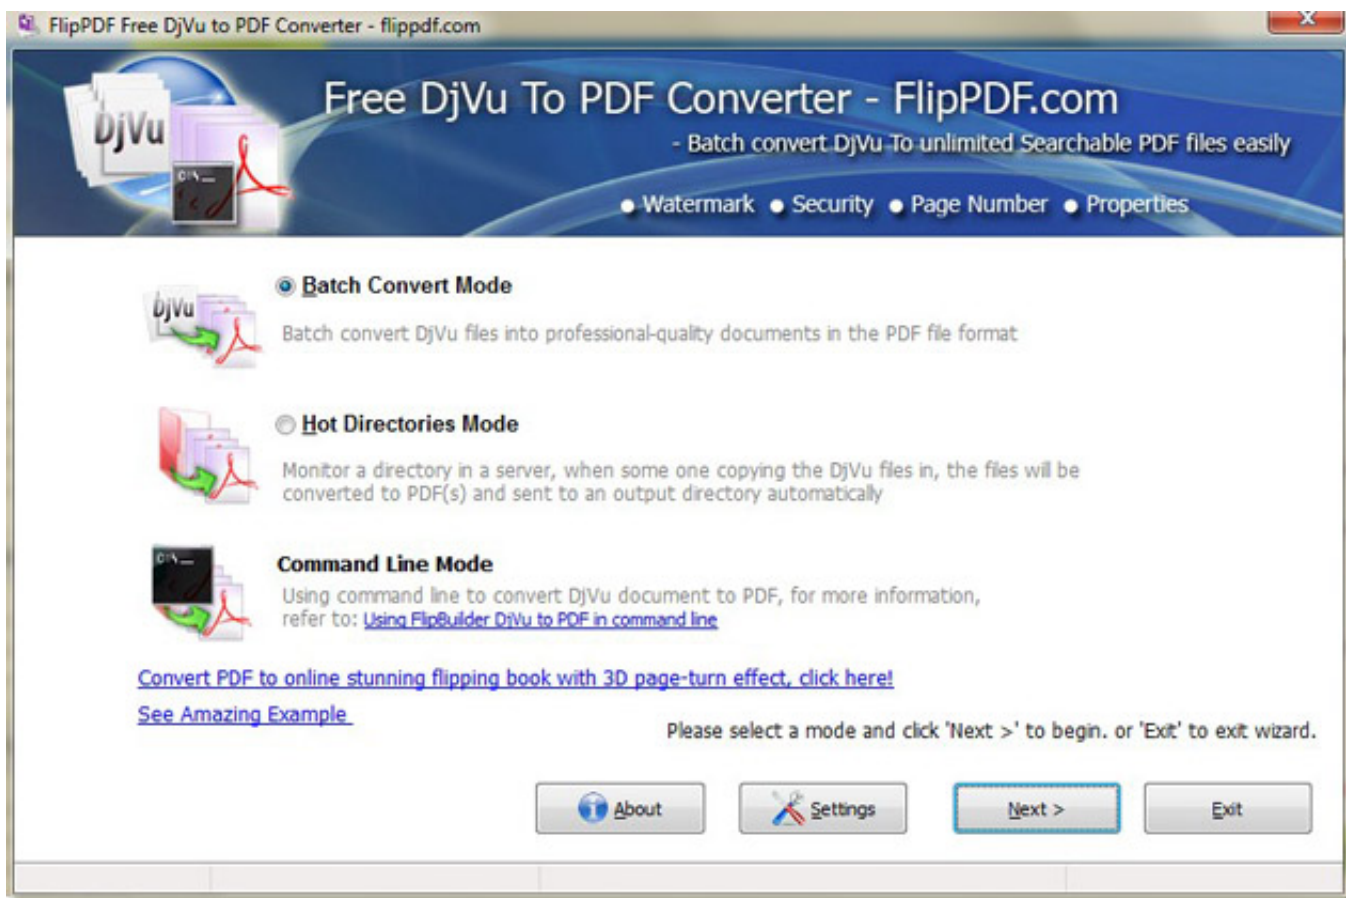 FlipPDF Free DjVu to PDF Converter - flippdf.com
Free DjVu To PDF Converter - FlipPDF.com
- Batch convert DjVu To unlimited Searchable PDF files easily
● Watermark ● Security ● Page Number ● Properties
DjVu
C:\_
Batch Convert Mode
DjVu
Batch convert DjVu files into professional-quality documents in the PDF file format
Hot Directories Mode
Monitor a directory in a server, when some one copying the DjVu files in, the files will be
converted to PDF(s) and sent to an output directory automatically
C:\_
Command Line Mode
Using command line to convert DjVu document to PDF, for more information,
refer to: Using FlipBuilder DjVu to PDF in command line
Convert PDF to online stunning flipping book with 3D page-turn effect, click here!
See Amazing Example
Please select a mode and click 'Next >' to begin. or 'Exit' to exit wizard.
About Settings Next > Exit